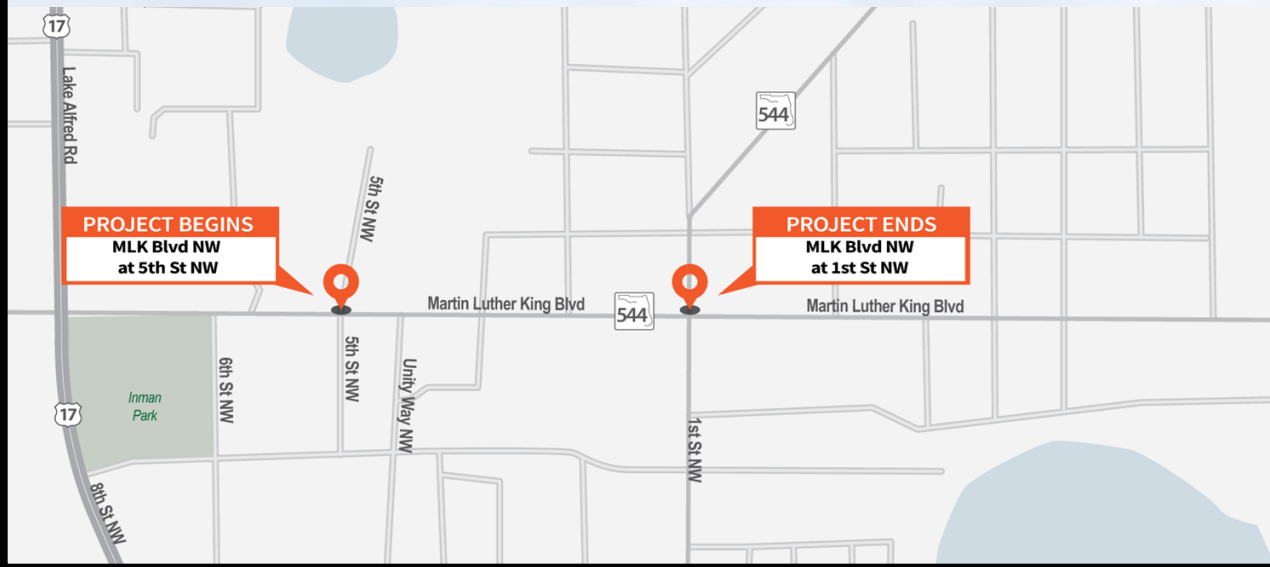 17
Lake Alfred Rd
544
5th St NW
PROJECT BEGINS
MLK Blvd NW
at 5th St NW
PROJECT ENDS
MLK Blvd NW
at 1st St NW
Martin Luther King Blvd
544
Martin Luther King Blvd
6th St NW
5th St NW
Unity Way NW
Inman
Park
17
1st St NW
8th St NW